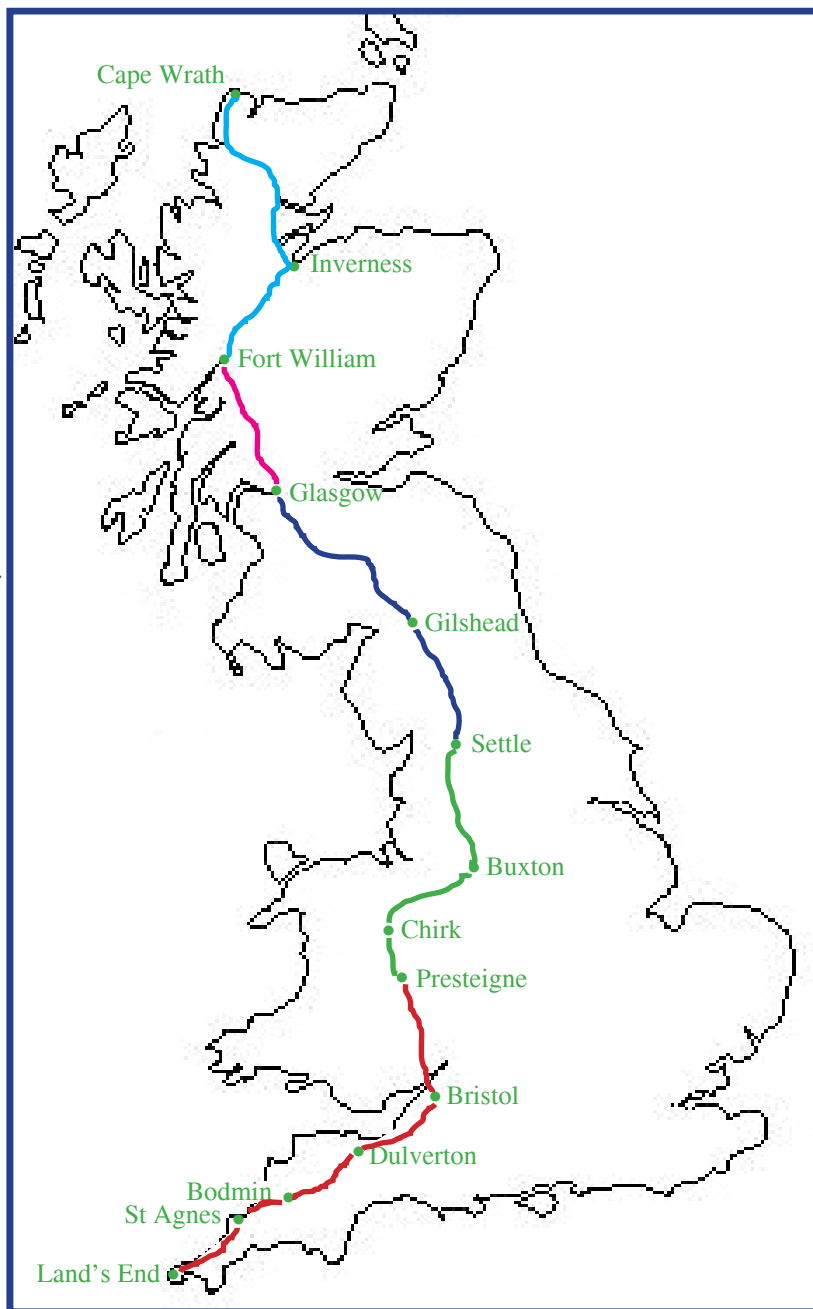 Cape Wrath
Inverness
Fort William
Glasgow
Gilshead
Settle
Buxton
Chirk
Presteigne
Bristol
Dulverton
Bodmin
St Agnes
Land's End